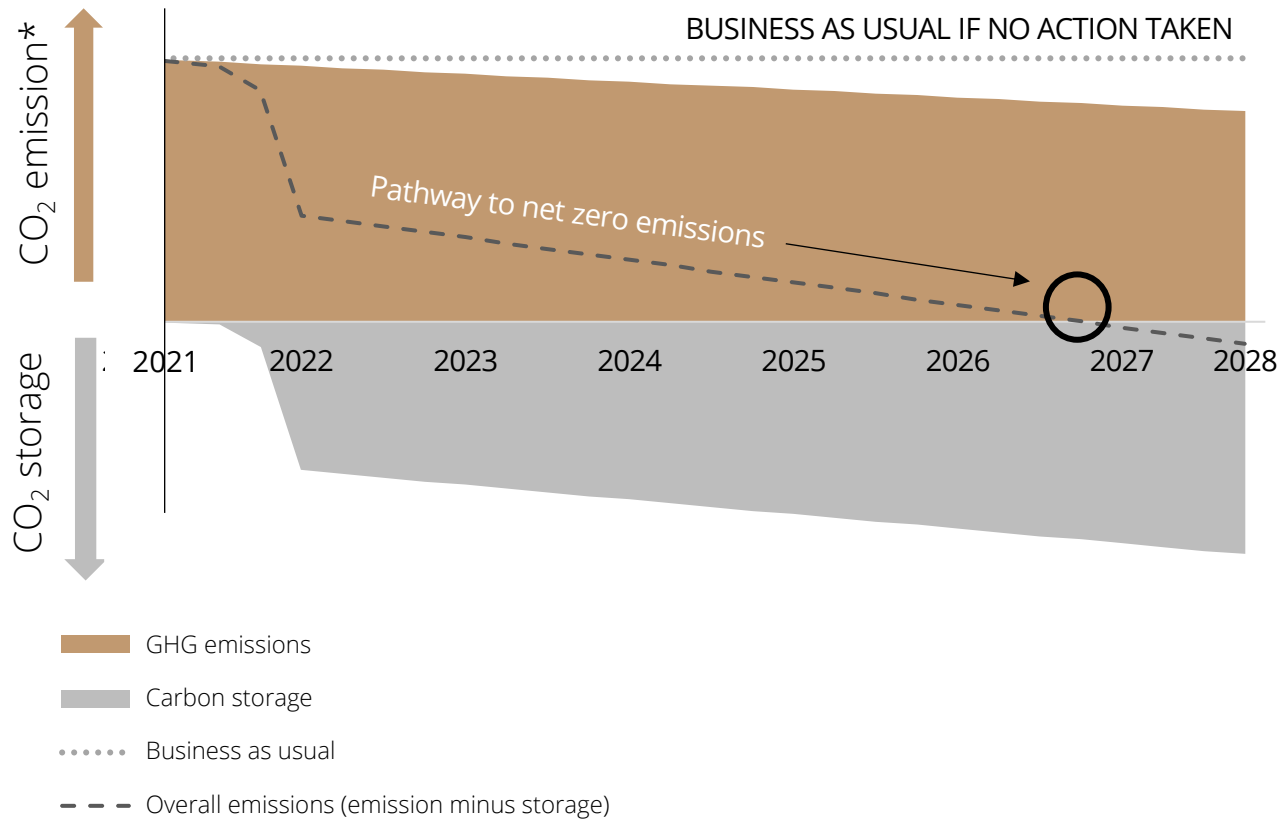 BUSINESS AS USUAL IF NO ACTION TAKEN
CO₂ emission*
Pathway to net zero emissions
CO₂ storage
2021 2022 2023 2024 2025 2026 2027 2028
GHG emissions
Carbon storage
Business as usual
Overall emissions (emission minus storage)